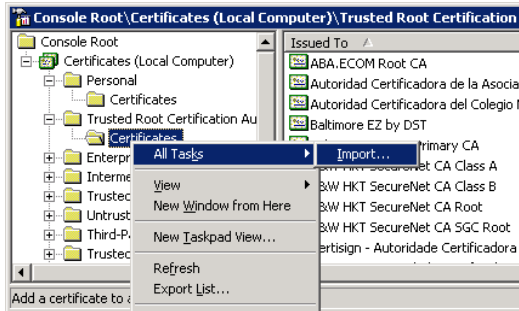 Console Root\Certificates (Local Computer)\Trusted Root Certification
Console Root
Certificates (Local Computer)
Personal
Certificates
Trusted Root Certification Au
Certificates
Enterpr
Interme
Trustec
Untrust
Third-P
Trustec
Issued To
ABA.ECOM Root CA
Autoridad Certificadora de la Asocia
Autoridad Certificadora del Colegio
Baltimore EZ by DST
rimary CA
&W HKT SecureNet CA Class A
&W HKT SecureNet CA Class B
&W HKT SecureNet CA Root
&W HKT SecureNet CA SGC Root
ertisign - Autoridade Certificadora
All Tasks
Import...
View
New Window from Here
New Taskpad View...
Refresh
Export List...
Add a certificate to a